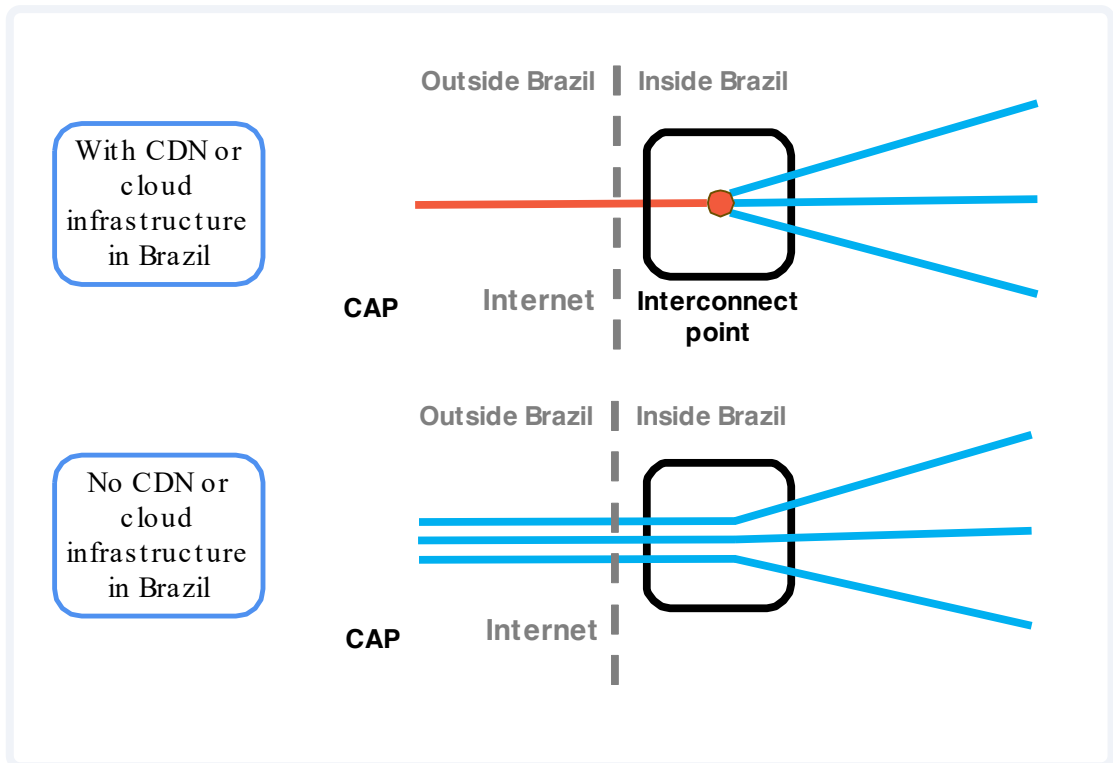 Outside Brazil Inside Brazil
With CDN or
cloud
infrastructure
in Brazil
CAP
Internet
Interconnect
point
Outside Brazil Inside Brazil
No CDN or
cloud
infrastructure
in Brazil
CAP
Internet